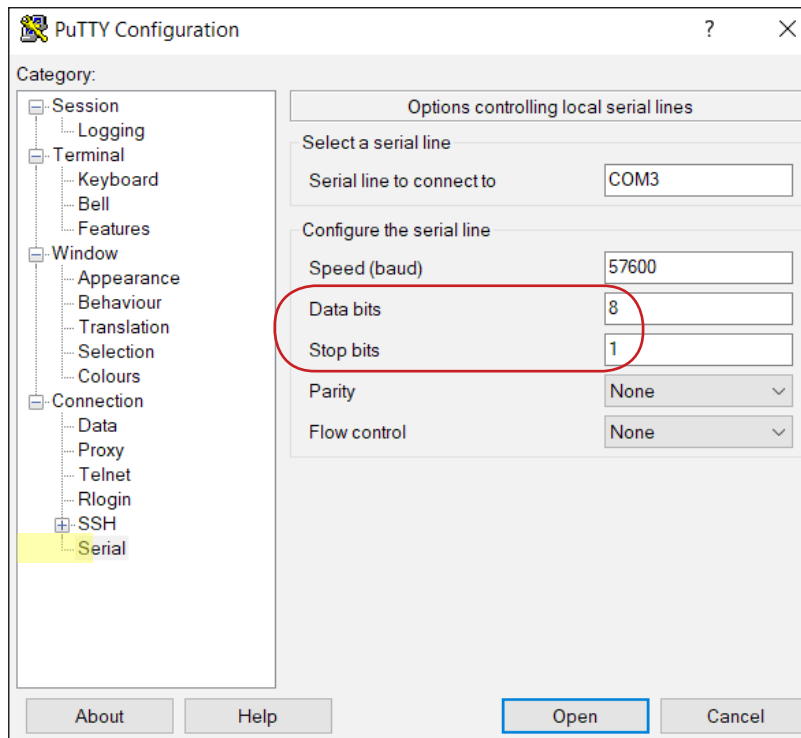 PuTTY Configuration
?
Category:
Session
Logging
Terminal
Keyboard
Bell
Features
Window
Appearance
Behaviour
Translation
Selection
Colours
Connection
Data
Proxy
Telnet
Rlogin
SSH
Serial
Options controlling local serial lines
Select a serial line
Serial line to connect to COM3
Configure the serial line
Speed (baud) 57600
Data bits 8
Stop bits 1
Parity None
Flow control None
About Help Open Cancel